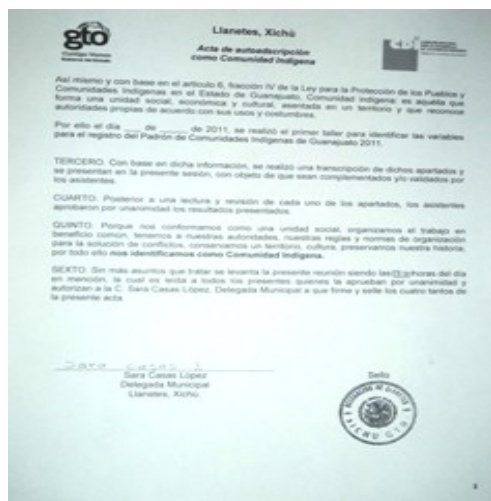 gto
Llanetes, Xichú
Acta de autoadscripción
como Comunidad Indígena
Así mismo y con base en el artículo 6, fracción IV de la Ley para la Protección de los Pueblos y
Comunidades Indígenas en el Estado de Guanajuato, Comunidad indígena: es aquélla que
forma una unidad social, económica y cultural, asentada en un territorio y que reconoce
autoridades propias de acuerdo con sus usos y costumbres.
Por ello el día ___ de ______ de 2011, se realizó el primer taller para identificar las variables
para el registro del Padrón de Comunidades Indígenas de Guanajuato 2011.
TERCERO. Con base en dicha información, se realizó una transcripción de dichos apartados y
se presentan en la presente sesión, con objeto de que sean complementados y/o validados por
los asistentes.
CUARTO: Posterior a una lectura y revisión de cada uno de los apartados, los asistentes
aprobaron por unanimidad los resultados presentados.
QUINTO: Porque nos conformamos como una unidad social, organizamos el trabajo en
beneficio común, tenemos a nuestras autoridades, nuestras reglas y normas de organización
para la solución de conflictos, conservamos un territorio, cultura, preservamos nuestra historia;
por todo ello nos identificamos como Comunidad Indígena.
SEXTO: Sin más asuntos que tratar se levanta la presente reunión siendo las horas del día
en mención, la cual es leída a todos los presentes quienes la aprueban por unanimidad y
autorizan a la C. Sara Casas López, Delegada Municipal a que firme y selle los cuatro tantos de
la presente acta.
Sara Casas L
Sara Casas López
Delegada Municipal
Llanetes, Xichú.
Sello
XICHU GTO